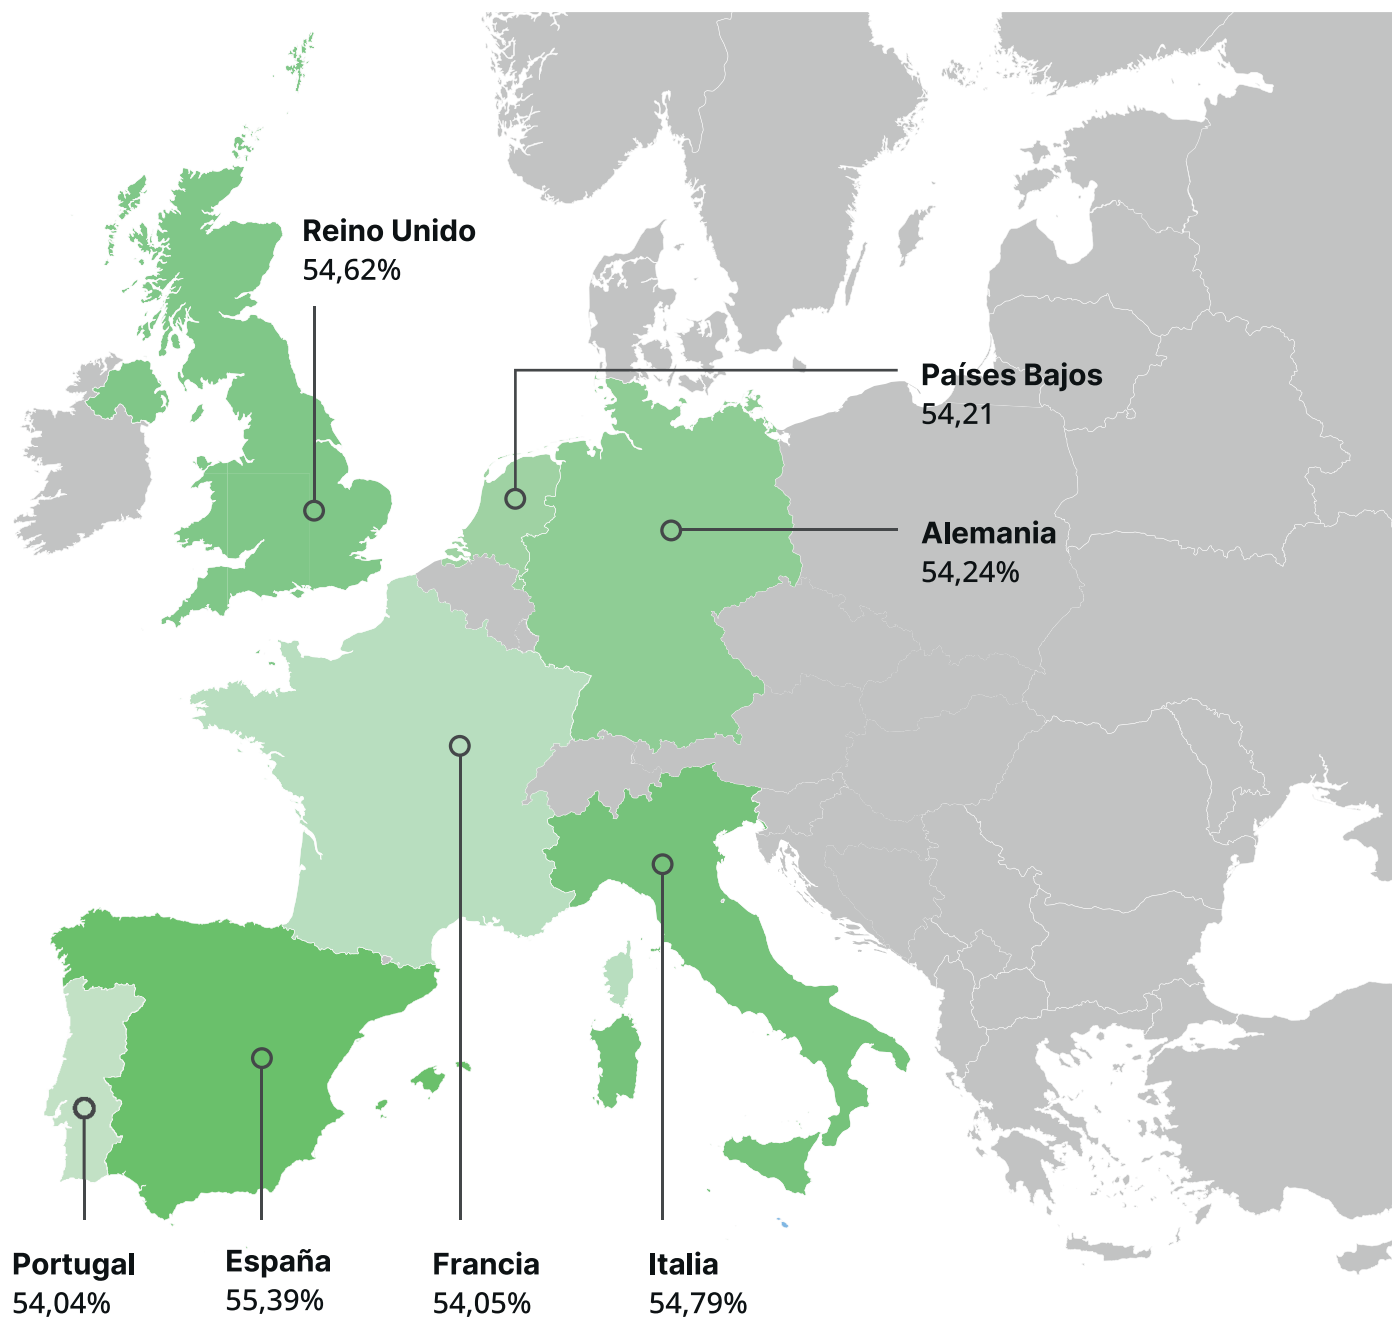 Reino Unido
54,62%
Países Bajos
54,21
Alemania
54,24%
Portugal
54,04%
España
55,39%
Francia
54,05%
Italia
54,79%